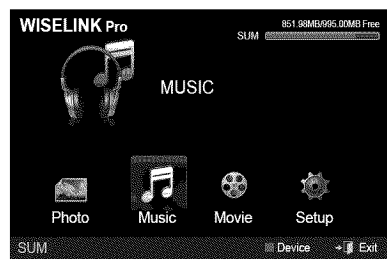 WISELINK Pro
851.98MB/995.00MB Free
SUM
MUSIC
Photo Music Movie Setup
SUM Device Exit